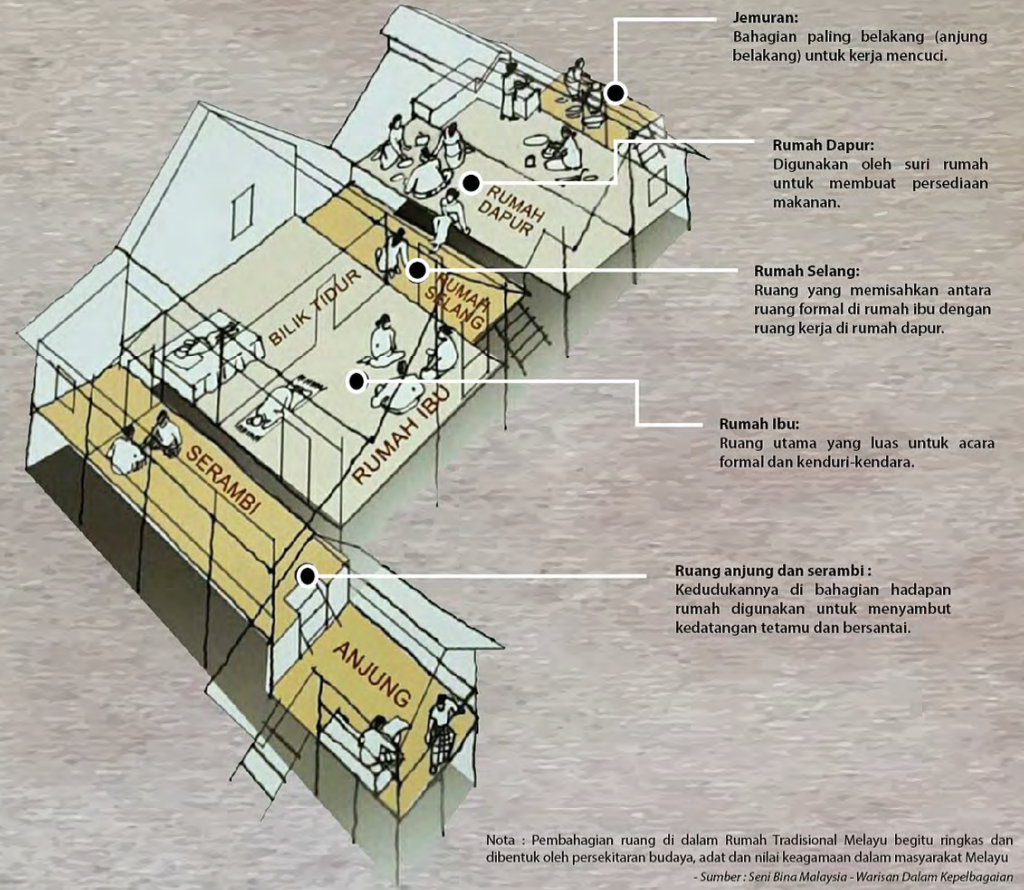 Jemuran:
Bahagian paling belakang (anjung
belakang) untuk kerja mencuci.
Rumah Dapur:
Digunakan oleh suri rumah
untuk membuat persediaan
makanan.
RUMAH
DAPUR
Rumah Selang:
Ruang yang memisahkan antara
ruang formal di rumah ibu dengan
ruang kerja di rumah dapur.
RUMAH
SELANG
BILIK TIDUR
RUMAH IBU
Rumah Ibu:
Ruang utama yang luas untuk acara
formal dan kenduri-kendara.
SERAMBI
Ruang anjung dan serambi :
Kedudukannya di bahagian hadapan
rumah digunakan untuk menyambut
kedatangan tetamu dan bersantai.
ANJUNG
Nota : Pembahagian ruang di dalam Rumah Tradisional Melayu begitu ringkas dan
dibentuk oleh persekitaran budaya, adat dan nilai keagamaan dalam masyarakat Melayu
- Sumber : Seni Bina Malaysia - Warisan Dalam Kepelbagaian